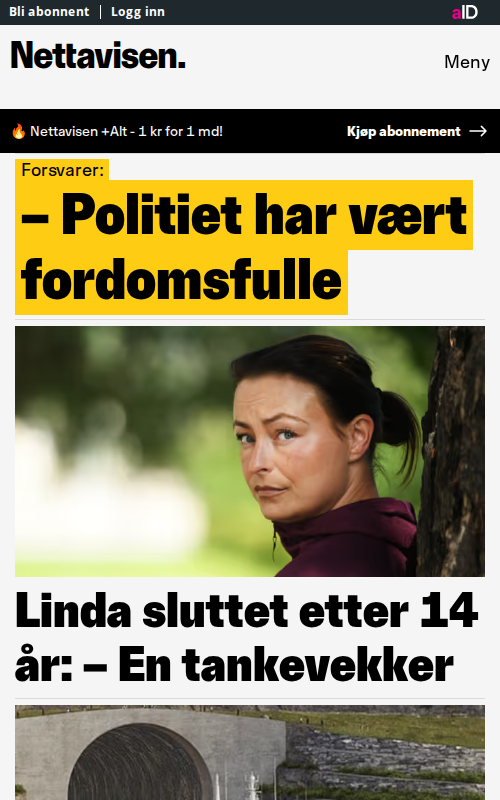 Bli abonnent
Logg inn
aID
Nettavisen.
Meny
🔥 Nettavisen +Alt - 1 kr for 1 md!
Kjøp abonnement →
Forsvarer:
– Politiet har vært
fordomsfulle
Linda sluttet etter 14
år: – En tankevekker